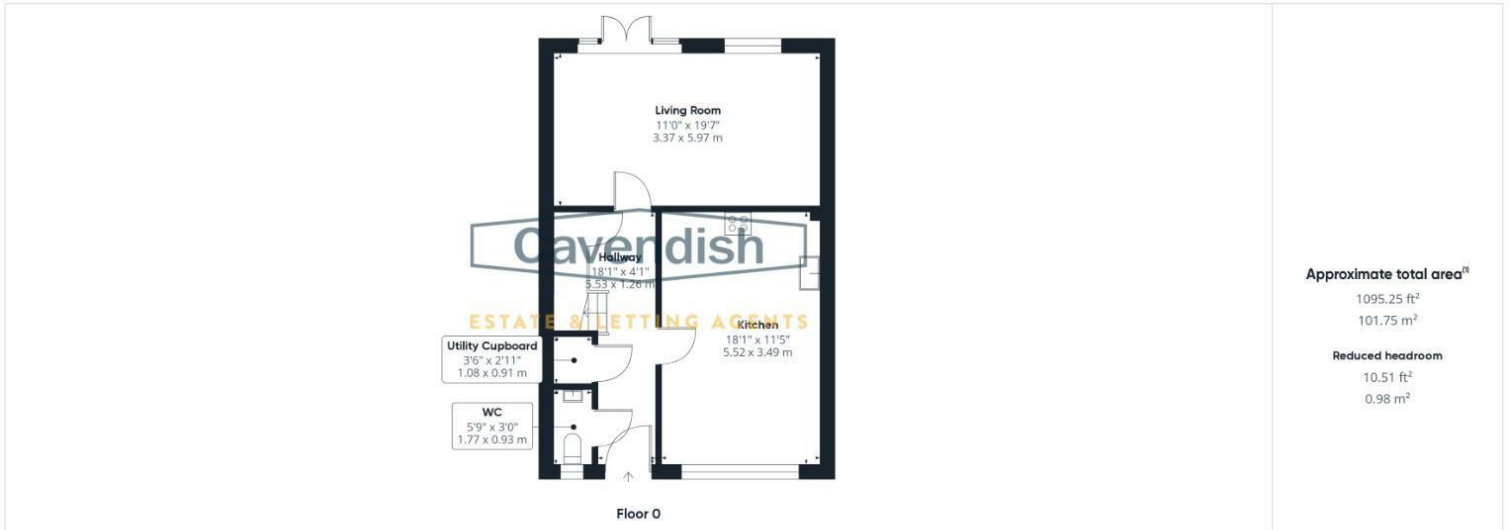 Living Room
11'0" x 19'7"
3.37 x 5.97 m
Cavendish
ESTATE & LETTING AGENTS
Hallway
18'1" x 4'1"
5.53 x 1.26 m
Kitchen
18'1" x 11'5"
5.52 x 3.49 m
Utility Cupboard
3'6" x 2'11"
1.08 x 0.91 m
WC
5'9" x 3'0"
1.77 x 0.93 m
Floor 0
Approximate total area⁽¹⁾
1095.25 ft²
101.75 m²
Reduced headroom
10.51 ft²
0.98 m²